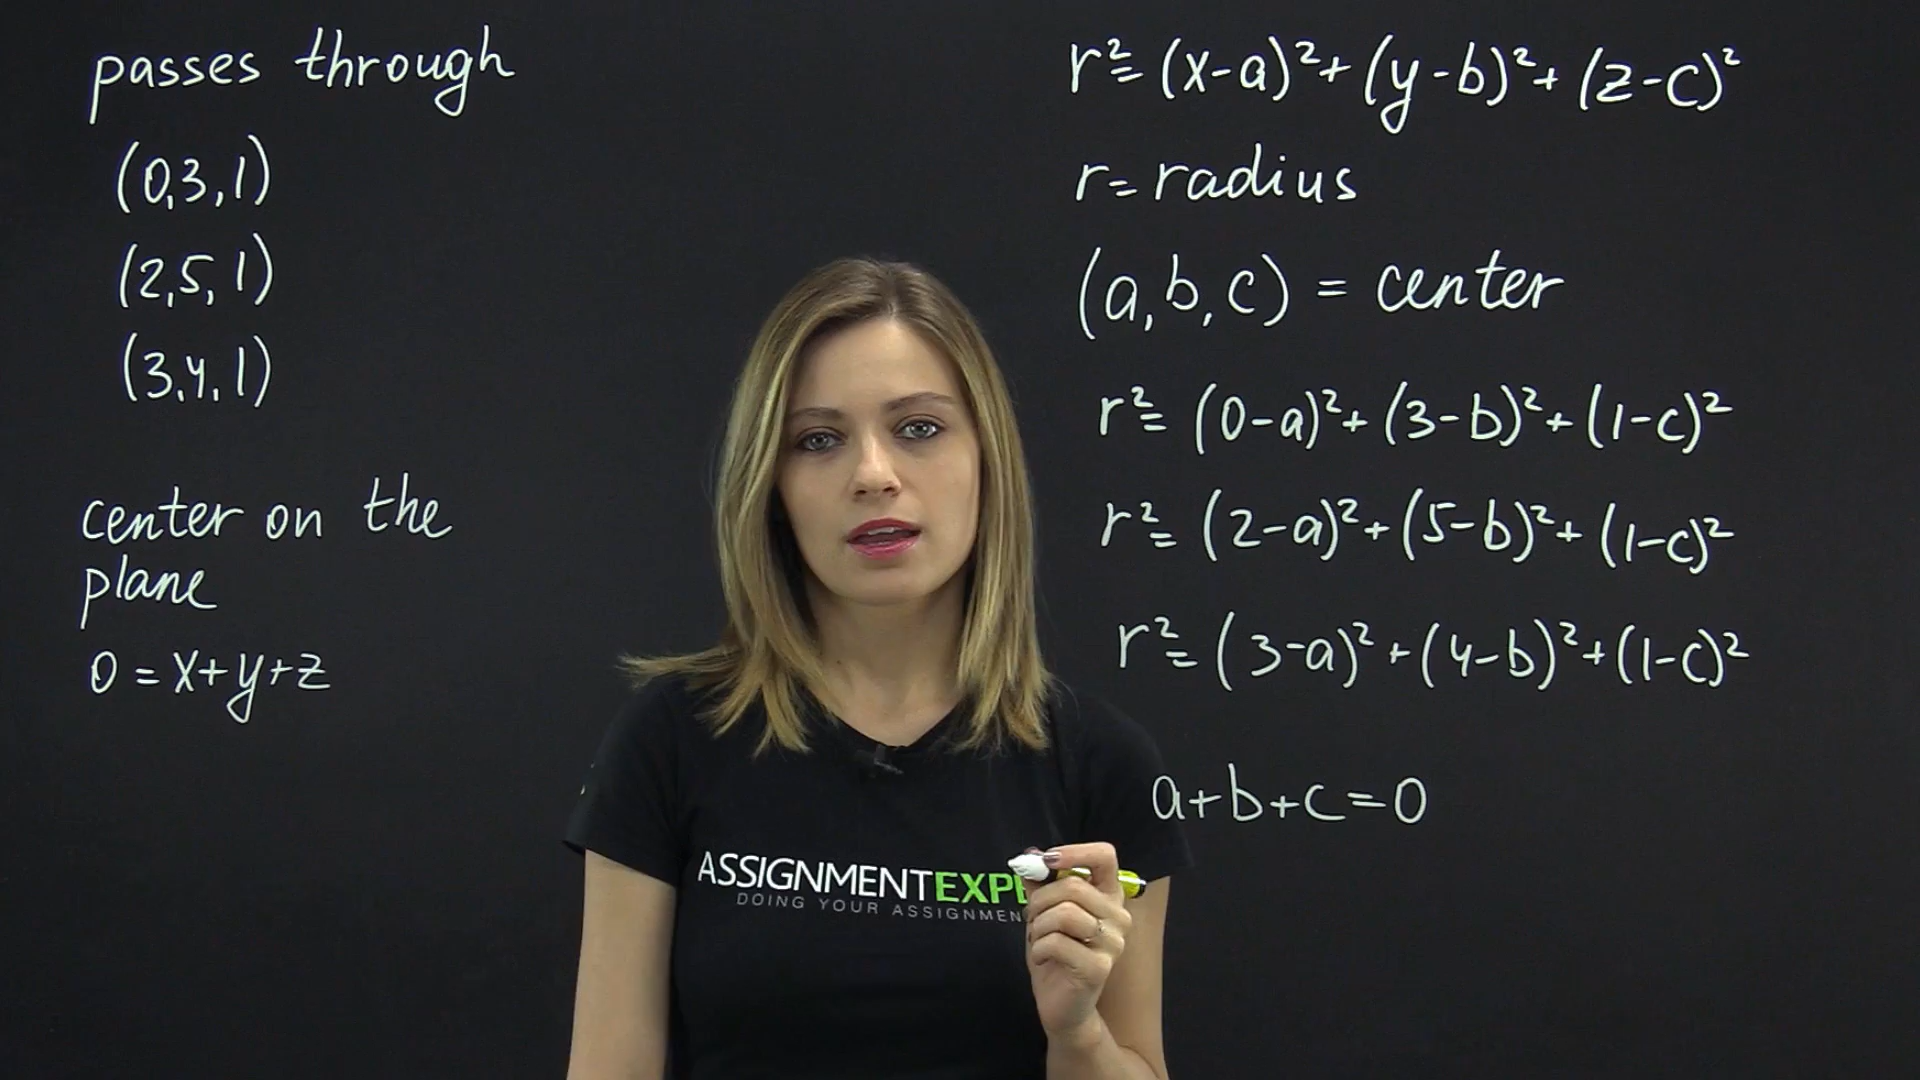 passes through
(0,3,1)
(2,5,1)
(3,4,1)
center on the
plane
0 = x+y+z
r² = (x-a)²+(y-b)²+(z-c)²
r = radius
(a,b,c) = center
r² = (0-a)²+(3-b)²+(1-c)²
r² = (2-a)²+(5-b)²+(1-c)²
r² = (3-a)²+(4-b)²+(1-c)²
a+b+c=0
ASSIGNMENTEXPE
DOING YOUR ASSIGNMEN